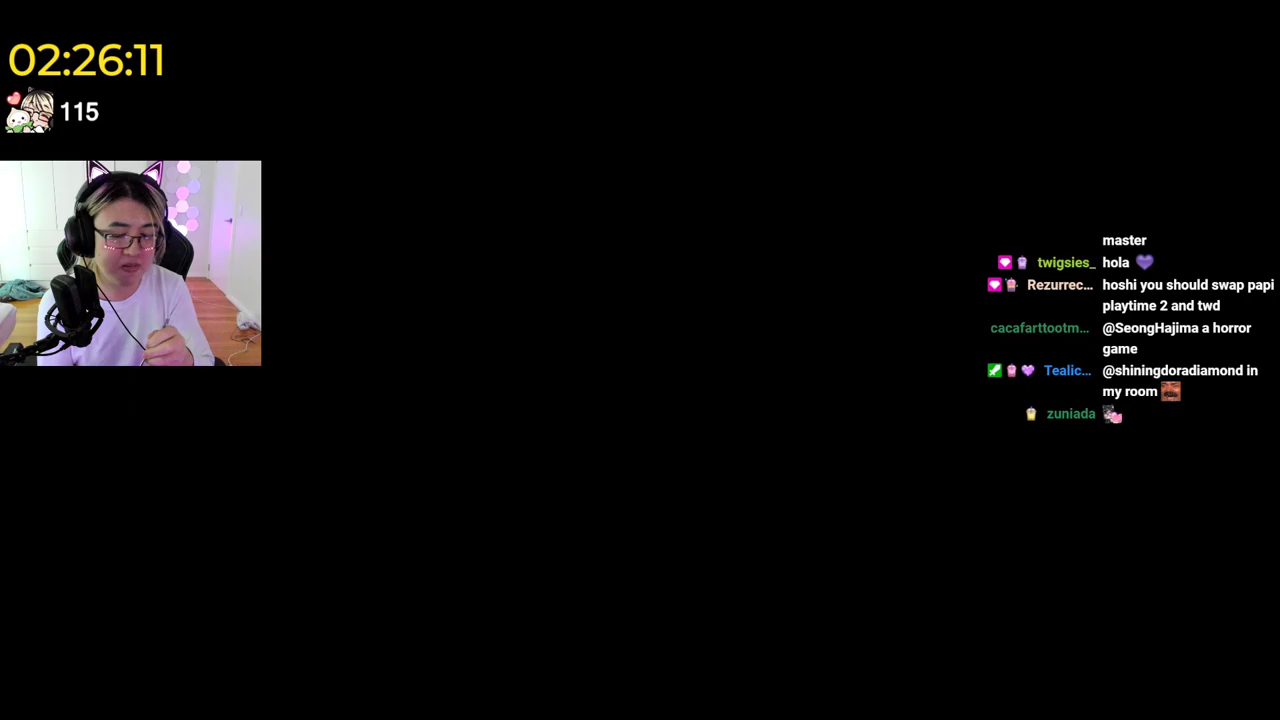 02:26:11
115
master
twigsies_ hola
Rezurrec... hoshi you should swap papi
playtime 2 and twd
cacafarttootm... @SeongHajima a horror
game
Tealic... @shiningdoradiamond in
my room
zuniada